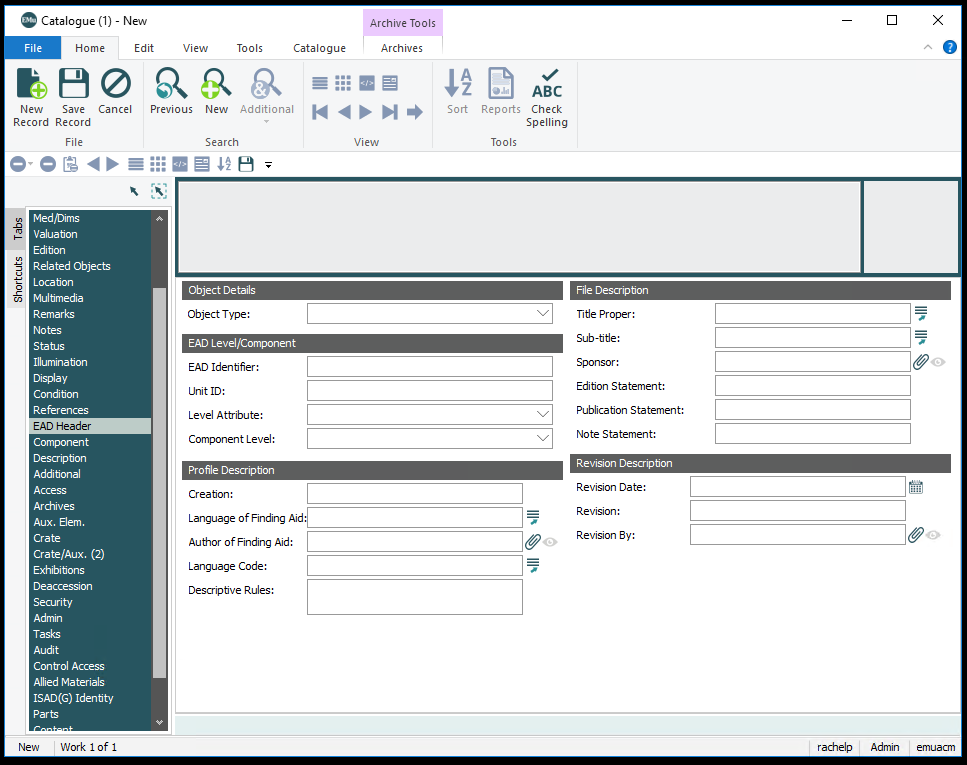 EMu Catalogue (1) - New
Archive Tools
File Home Edit View Tools Catalogue Archives
?
New Record
Save Record
Cancel
File
Previous
New
Additional
Search
View
Sort
Reports
ABC
Check Spelling
Tools
Tabs
Shortcuts
Med/Dims
Valuation
Edition
Related Objects
Location
Multimedia
Remarks
Notes
Status
Illumination
Display
Condition
References
EAD Header
Component
Description
Additional
Access
Archives
Aux. Elem.
Crate
Crate/Aux. (2)
Exhibitions
Deaccession
Security
Admin
Tasks
Audit
Control Access
Allied Materials
ISAD(G) Identity
Parts
Content
Object Details
Object Type:
EAD Level/Component
EAD Identifier:
Unit ID:
Level Attribute:
Component Level:
Profile Description
Creation:
Language of Finding Aid:
Author of Finding Aid:
Language Code:
Descriptive Rules:
File Description
Title Proper:
Sub-title:
Sponsor:
Edition Statement:
Publication Statement:
Note Statement:
Revision Description
Revision Date:
Revision:
Revision By:
New Work 1 of 1 rachelp Admin emuacm